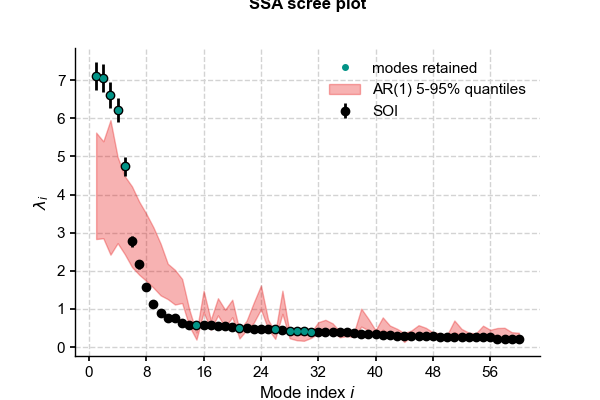 SSA scree plot
modes retained
AR(1) 5-95% quantiles
SOI
λi
7
6
5
4
3
2
1
0
0 8 16 24 32 40 48 56
Mode index i